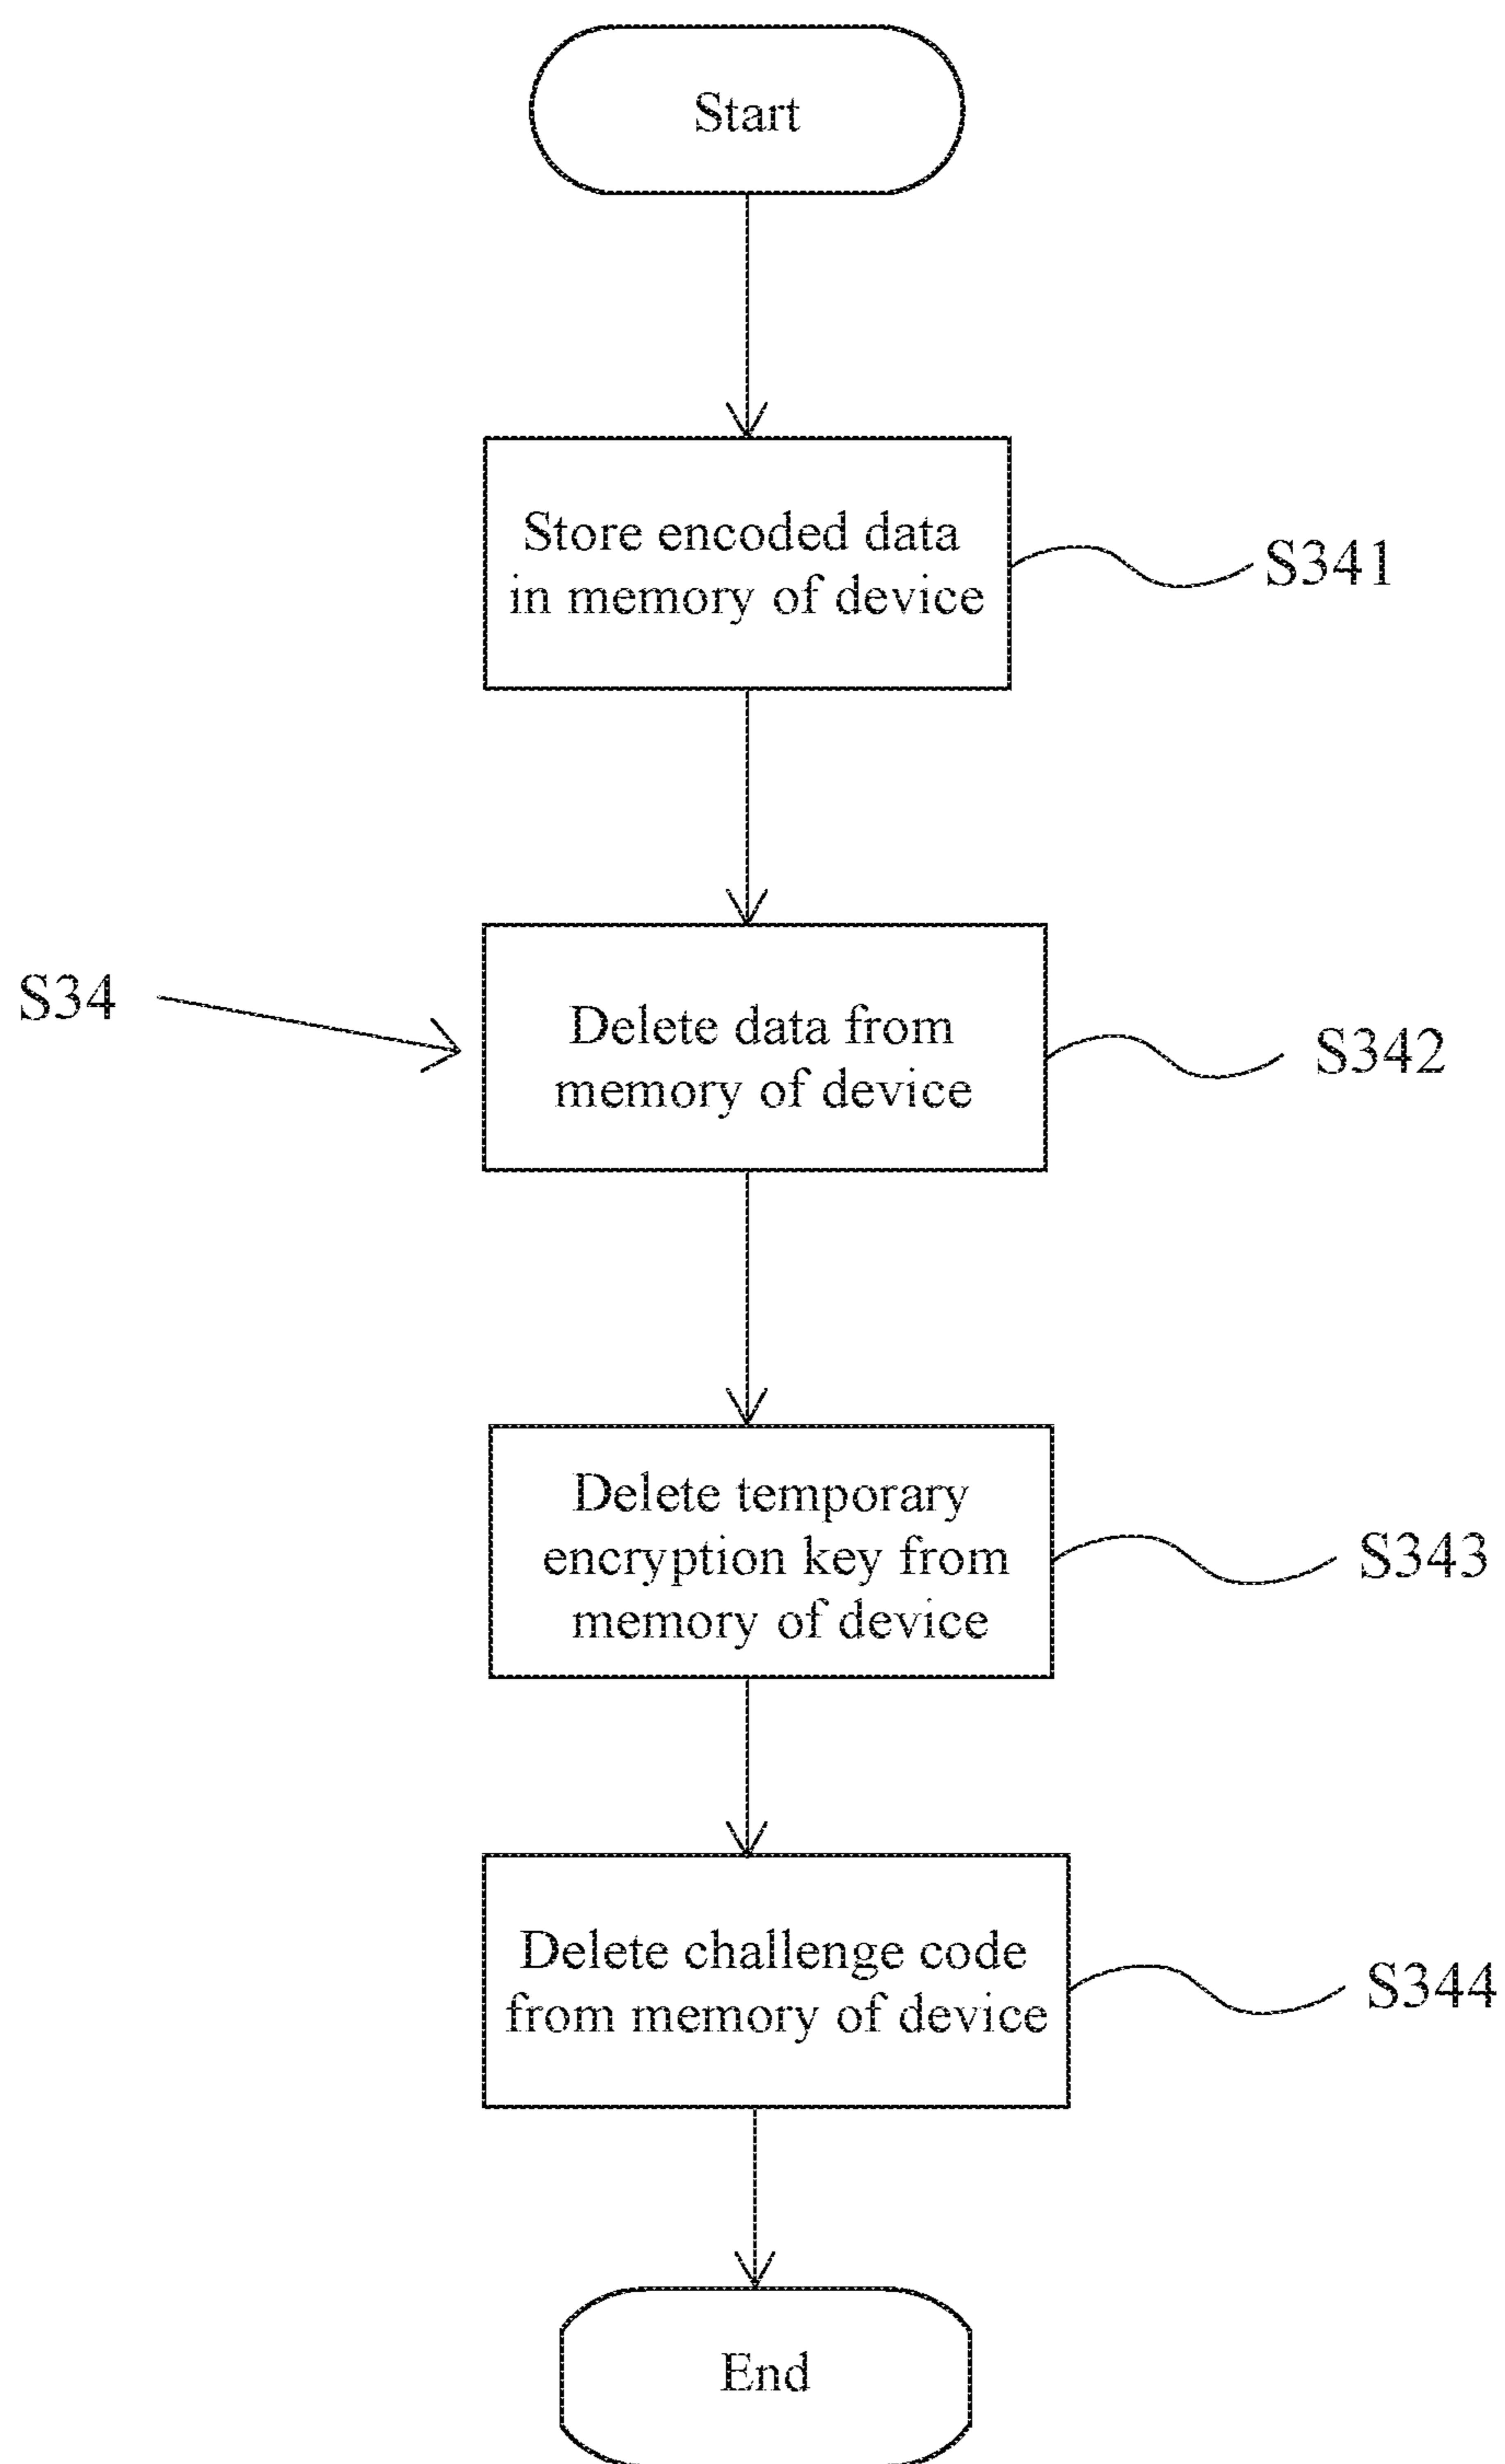 Start
Store encoded data
in memory of device
S341
S34
Delete data from
memory of device
S342
Delete temporary
encryption key from
memory of device
S343
Delete challenge code
from memory of device
S344
End